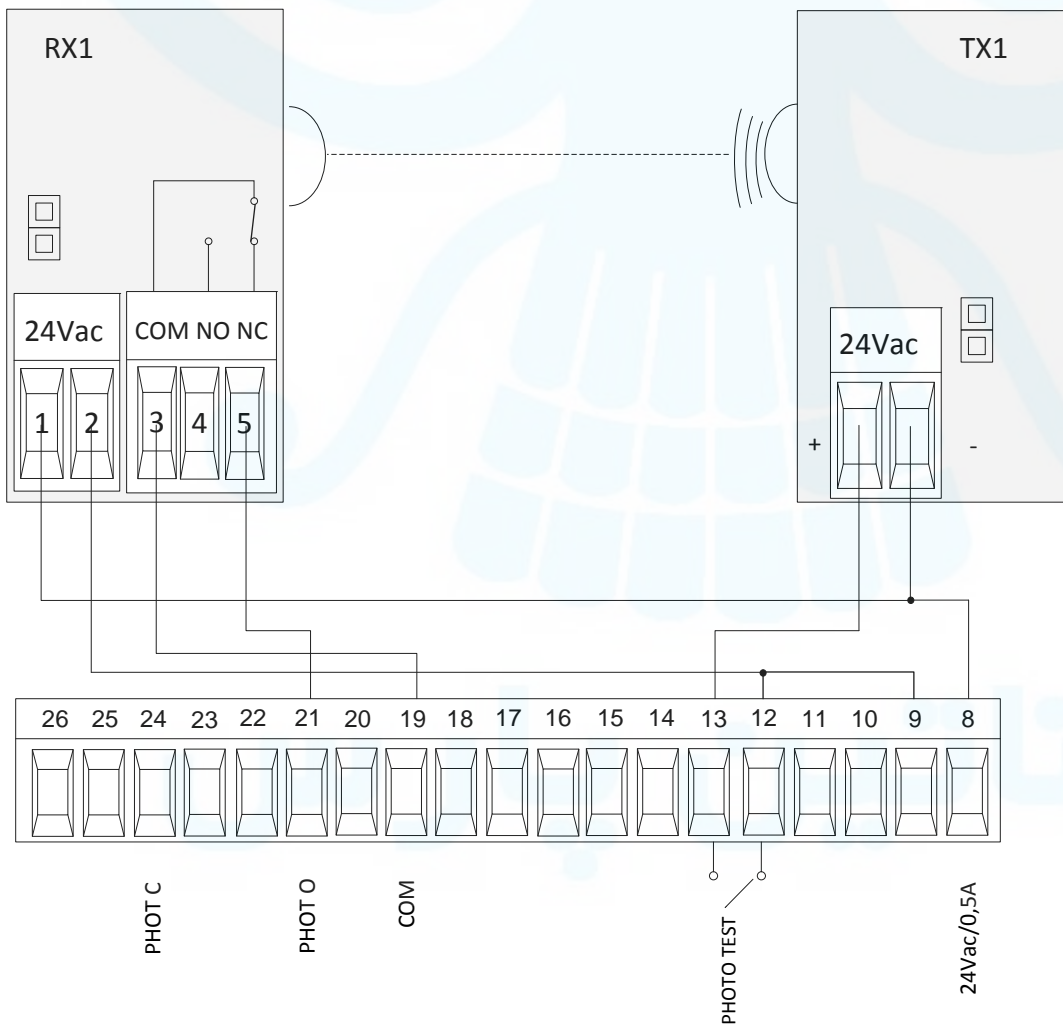 RX1
TX1
24Vac
COM NO NC
24Vac
1 2 3 4 5
+ -
26 25 24 23 22 21 20 19 18 17 16 15 14 13 12 11 10 9 8
PHOT C
PHOT O
COM
PHOTO TEST
24Vac/0,5A